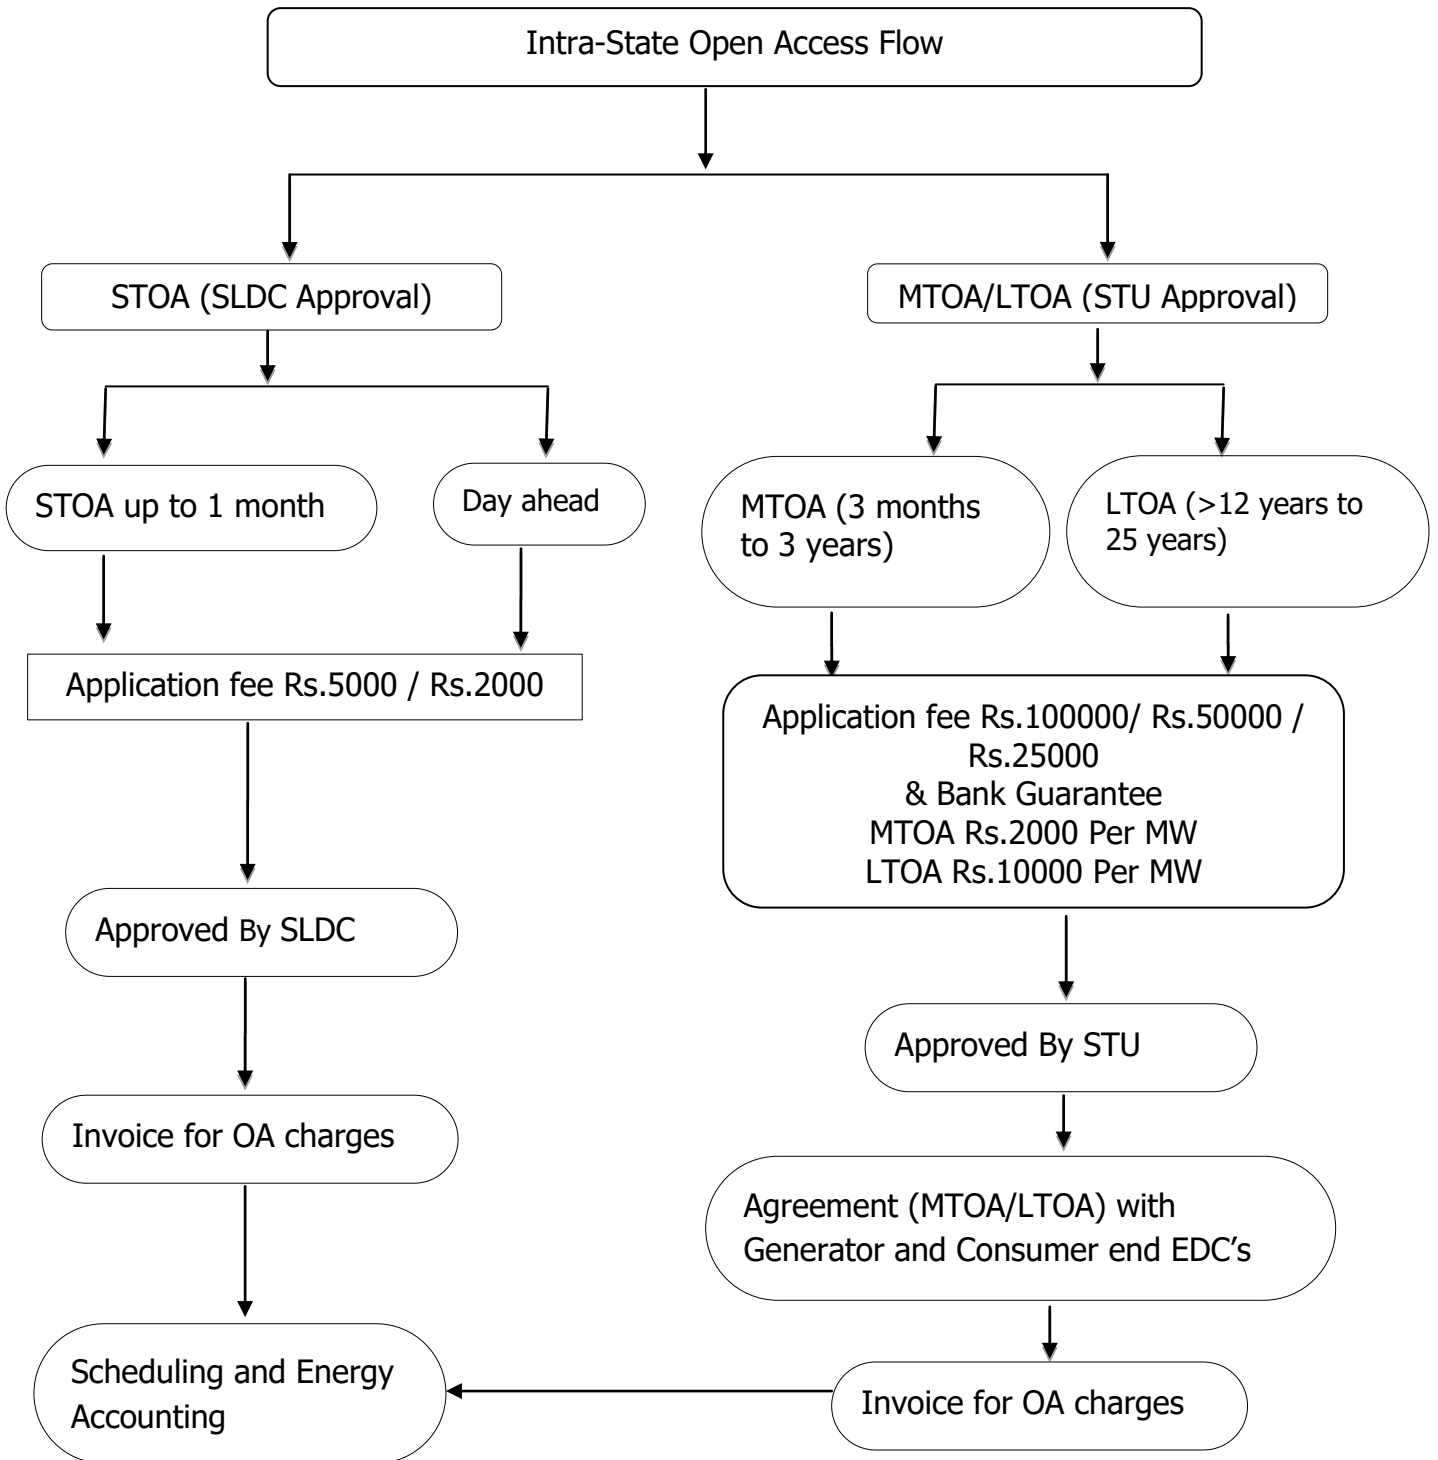 Intra-State Open Access Flow
STOA (SLDC Approval)
MTOA/LTOA (STU Approval)
STOA up to 1 month
Day ahead
MTOA (3 months
to 3 years)
LTOA (>12 years to
25 years)
Application fee Rs.5000 / Rs.2000
Application fee Rs.100000/ Rs.50000 /
Rs.25000
& Bank Guarantee
MTOA Rs.2000 Per MW
LTOA Rs.10000 Per MW
Approved By SLDC
Approved By STU
Invoice for OA charges
Agreement (MTOA/LTOA) with
Generator and Consumer end EDC’s
Scheduling and Energy
Accounting
Invoice for OA charges